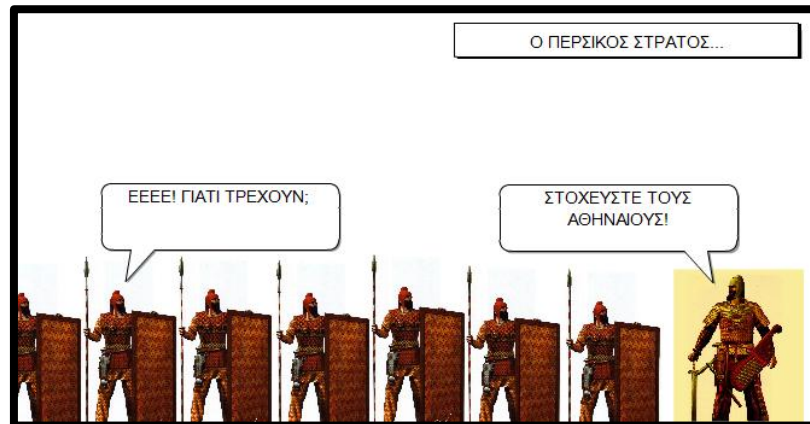 Ο ΠΕΡΣΙΚΟΣ ΣΤΡΑΤΟΣ...
ΕΕΕΕ! ΓΙΑΤΙ ΤΡΕΧΟΥΝ;
ΣΤΟΧΕΥΣΤΕ ΤΟΥΣ
ΑΘΗΝΑΙΟΥΣ!